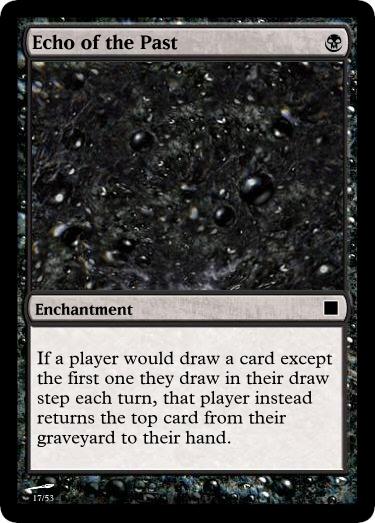 Echo of the Past
Enchantment
If a player would draw a card except
the first one they draw in their draw
step each turn, that player instead
returns the top card from their
graveyard to their hand.
17/53